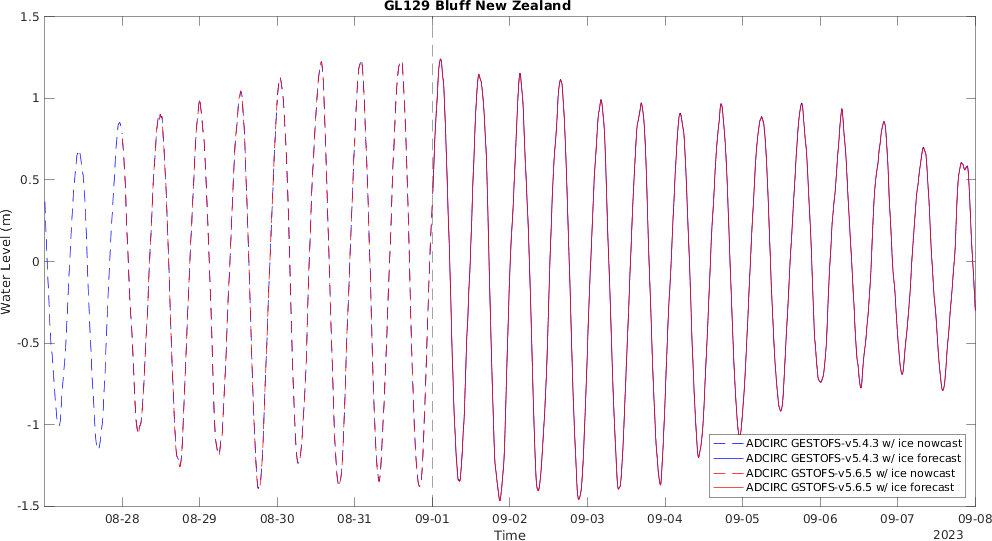 GL129 Bluff New Zealand
1.5
1
0.5
0
-0.5
-1
-1.5
Water Level (m)
ADCIRC GESTOFS-v5.4.3 w/ ice nowcast
ADCIRC GESTOFS-v5.4.3 w/ ice forecast
ADCIRC GSTOFS-v5.6.5 w/ ice nowcast
ADCIRC GSTOFS-v5.6.5 w/ ice forecast
08-28 08-29 08-30 08-31 09-01 09-02 09-03 09-04 09-05 09-06 09-07 09-08
Time
2023